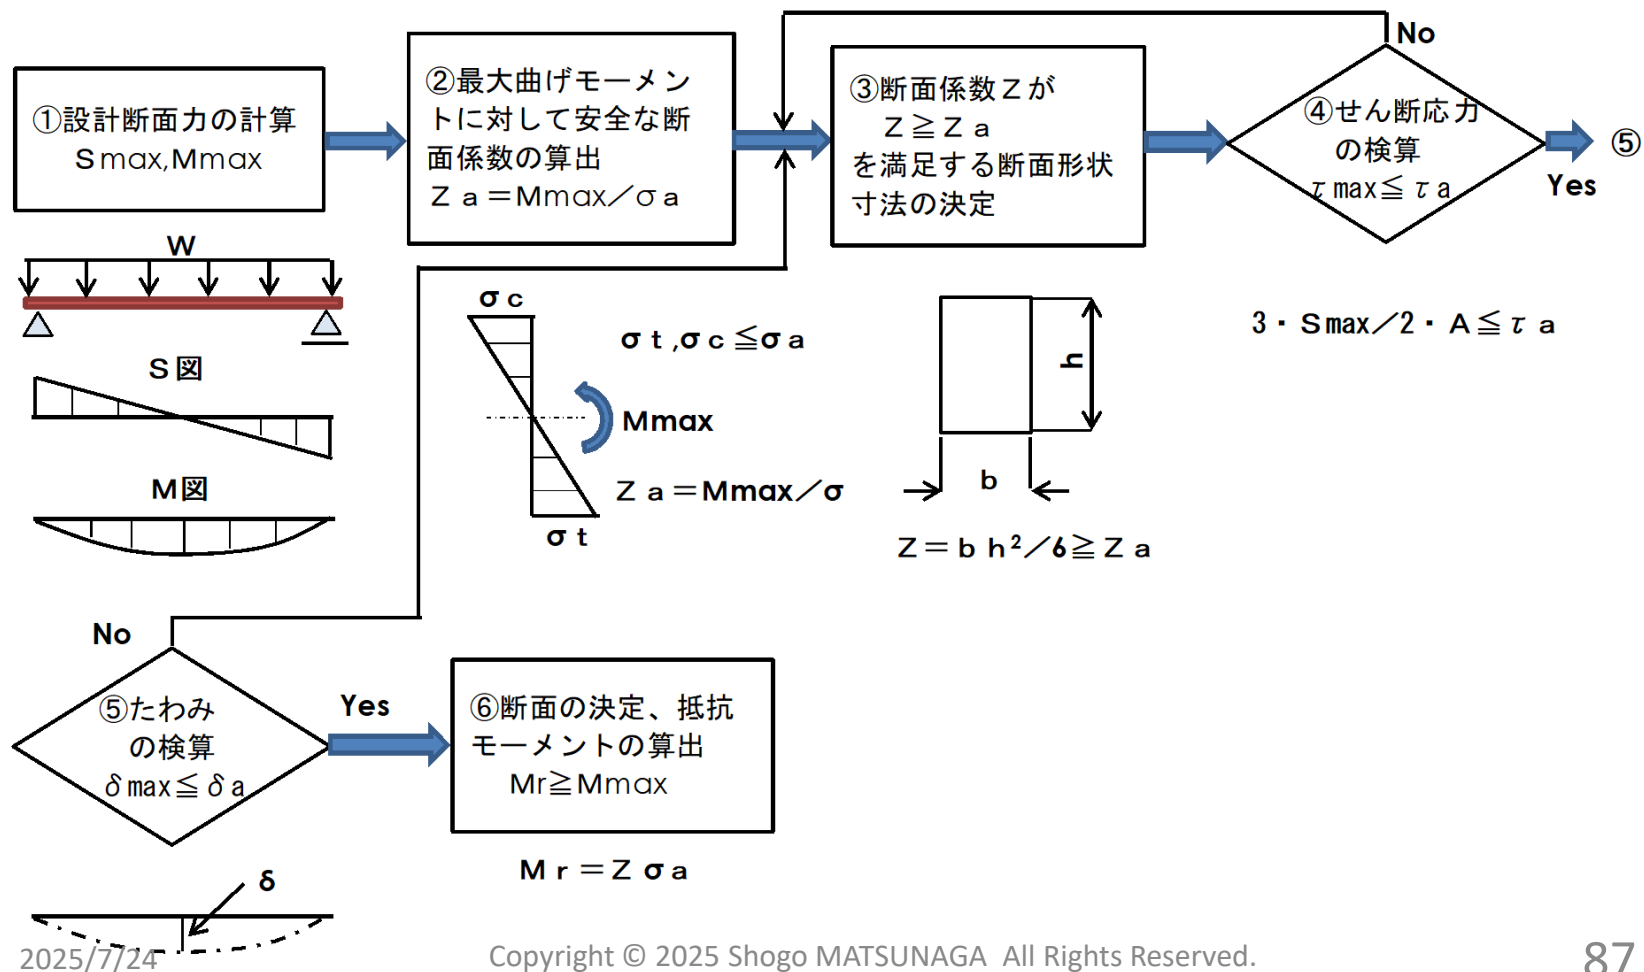 ①設計断面力の計算
Smax,Mmax
②最大曲げモーメン
トに対して安全な断
面係数の算出
Za=Mmax/σa
③断面係数Zが
Z≧Za
を満足する断面形状
寸法の決定
No
④せん断応力
の検算
τmax≦τa
Yes
⑤
W
S図
M図
σc
σt,σc≦σa
Mmax
Za=Mmax/σ
σt
h
b
Z=bh²/6≧Za
3・Smax/2・A≦τa
No
⑤たわみ
の検算
δmax≦δa
Yes
⑥断面の決定、抵抗
モーメントの算出
Mr≧Mmax
Mr=Zσa
δ
2025/7/24
Copyright © 2025 Shogo MATSUNAGA All Rights Reserved.
87